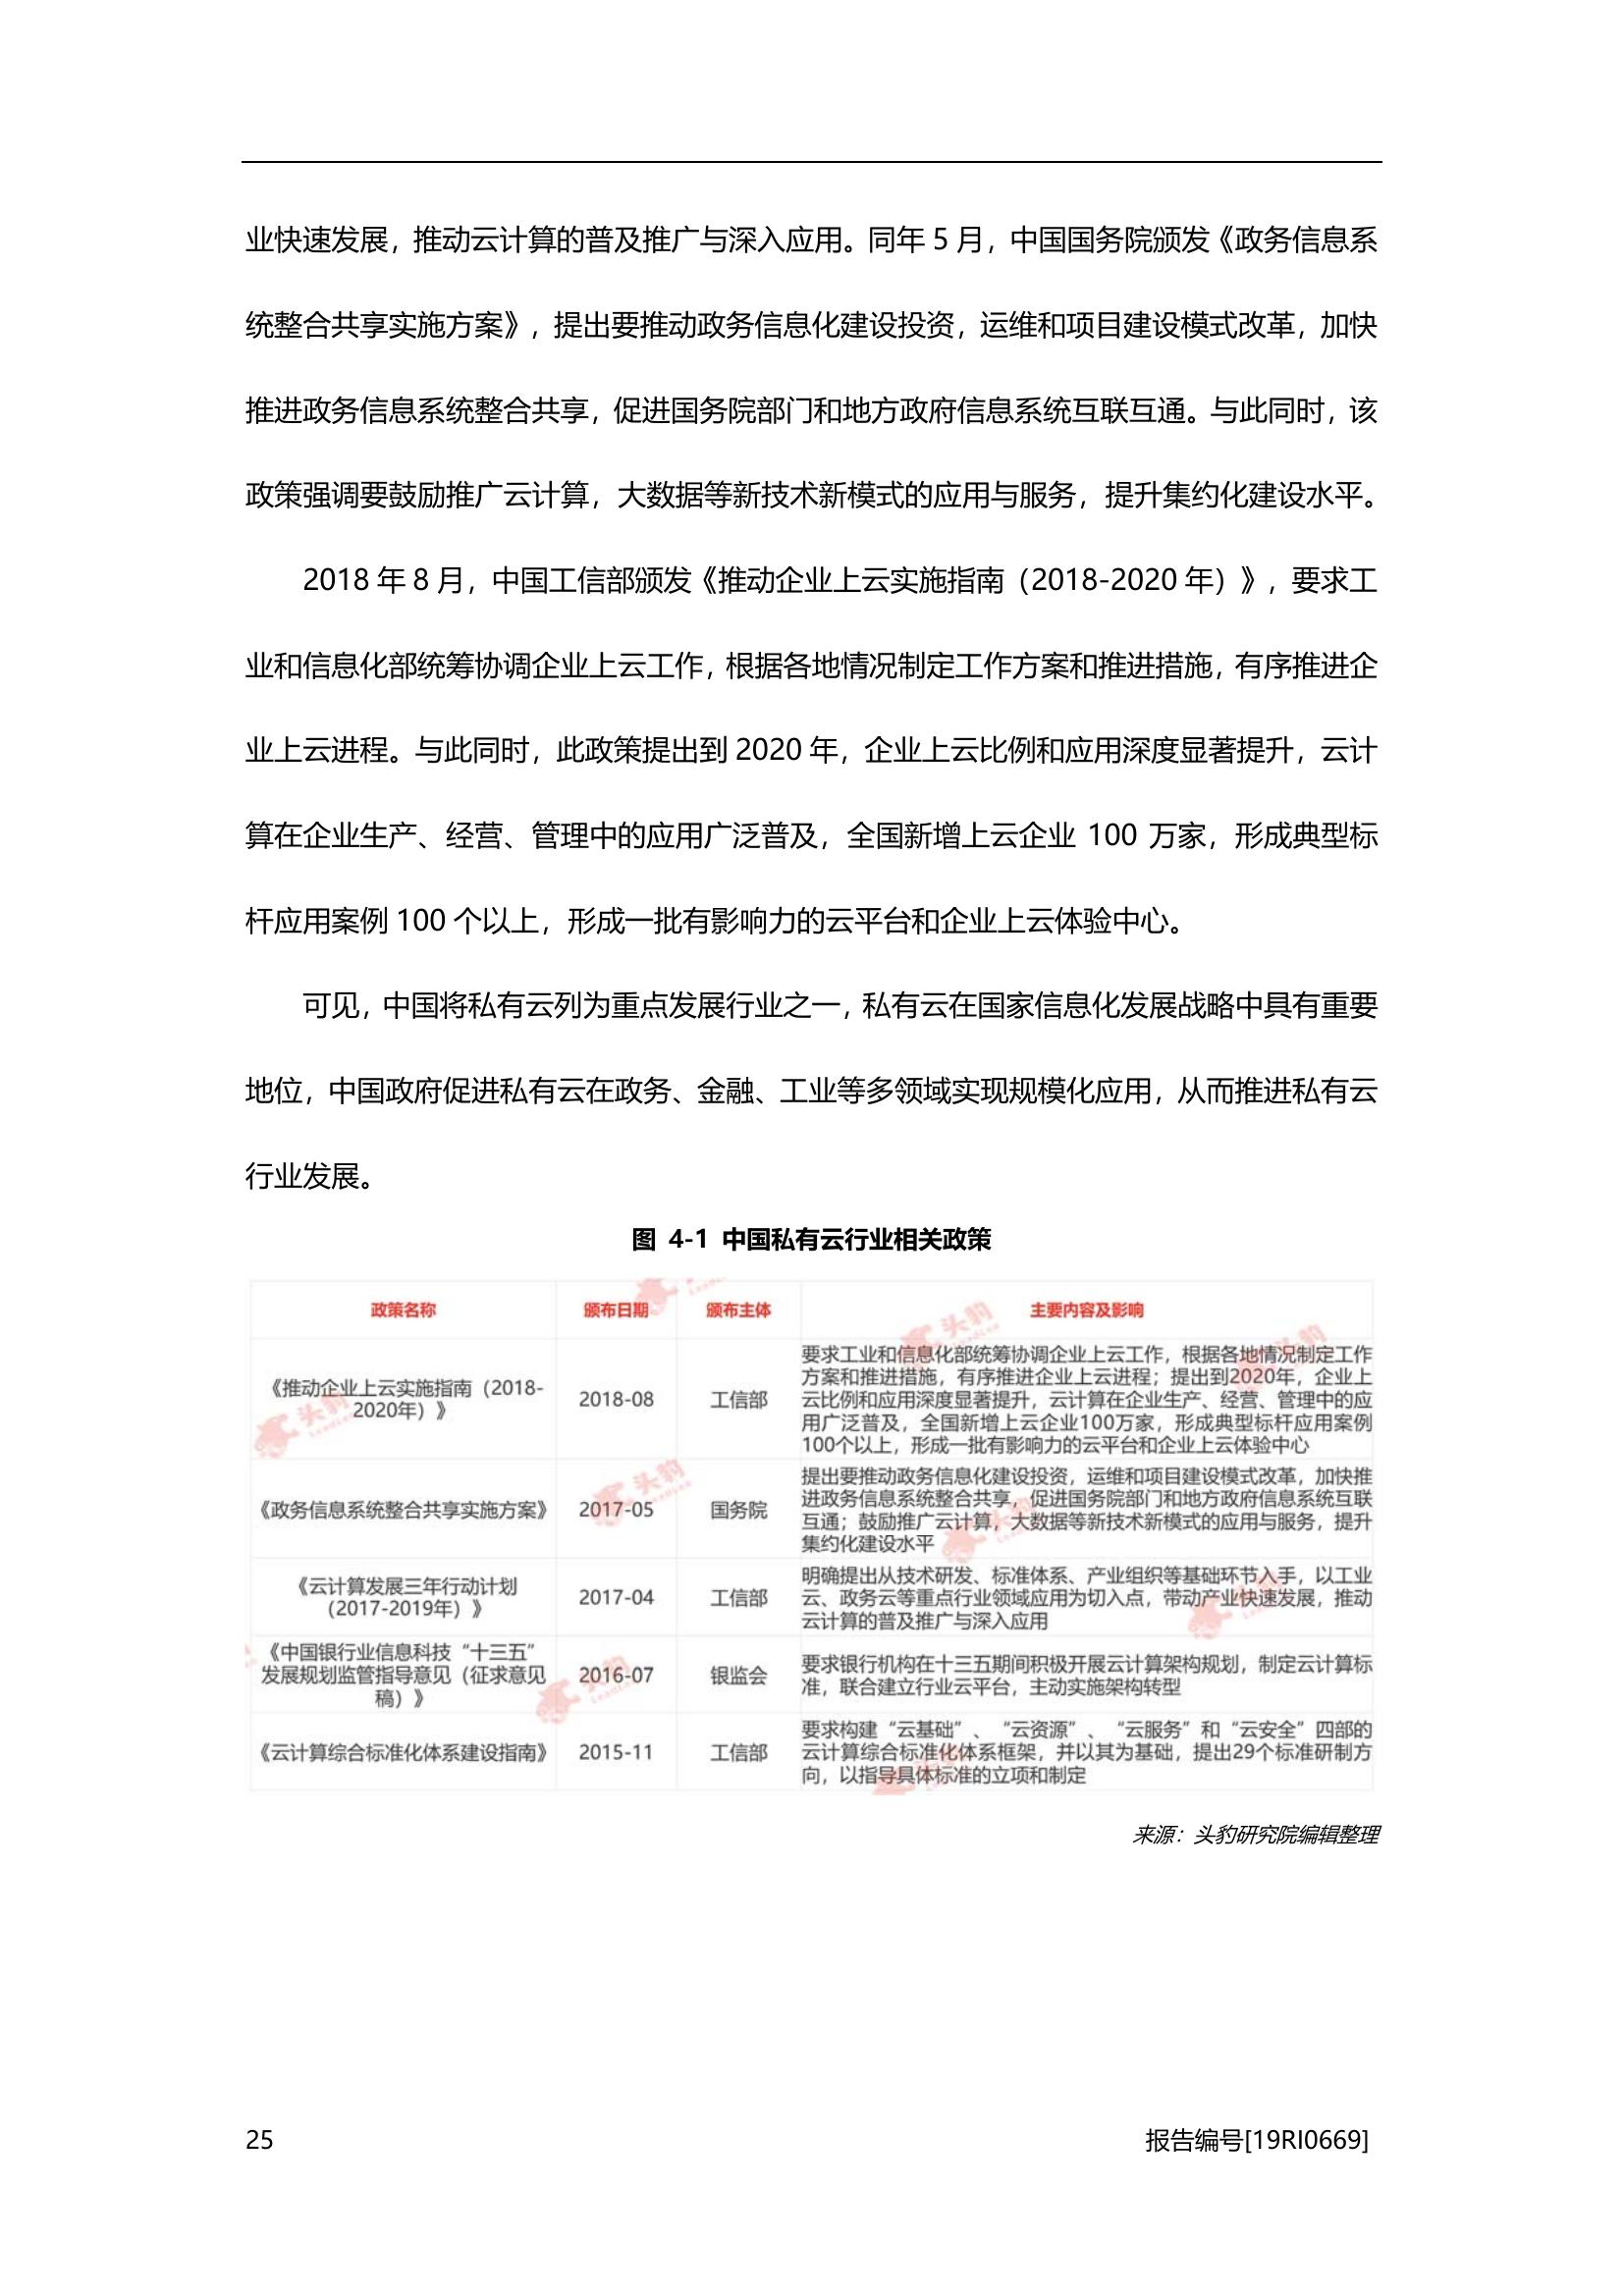 业快速发展，推动云计算的普及推广与深入应用。同年 5 月，中国国务院颁发《政务信息系
统整合共享实施方案》，提出要推动政务信息化建设投资，运维和项目建设模式改革，加快
推进政务信息系统整合共享，促进国务院部门和地方政府信息系统互联互通。与此同时，该
政策强调要鼓励推广云计算，大数据等新技术新模式的应用与服务，提升集约化建设水平。
2018 年 8 月，中国工信部颁发《推动企业上云实施指南（2018-2020 年）》，要求工
业和信息化部统筹协调企业上云工作，根据各地情况制定工作方案和推进措施，有序推进企
业上云进程。与此同时，此政策提出到 2020 年，企业上云比例和应用深度显著提升，云计
算在企业生产、经营、管理中的应用广泛普及，全国新增上云企业 100 万家，形成典型标
杆应用案例 100 个以上，形成一批有影响力的云平台和企业上云体验中心。
可见，中国将私有云列为重点发展行业之一，私有云在国家信息化发展战略中具有重要
地位，中国政府促进私有云在政务、金融、工业等多领域实现规模化应用，从而推进私有云
行业发展。
图 4-1 中国私有云行业相关政策
政策名称 颁布日期 颁布主体 主要内容及影响
《推动企业上云实施指南（2018-
2020年）》
2018-08
工信部
要求工业和信息化部统筹协调企业上云工作，根据各地情况制定工作
方案和推进措施，有序推进企业上云进程；提出到2020年，企业上
云比例和应用深度显著提升，云计算在企业生产、经营、管理中的应
用广泛普及，全国新增上云企业100万家，形成典型标杆应用案例
100个以上，形成一批有影响力的云平台和企业上云体验中心
《政务信息系统整合共享实施方案》
2017-05
国务院
提出要推动政务信息化建设投资，运维和项目建设模式改革，加快推
进政务信息系统整合共享，促进国务院部门和地方政府信息系统互联
互通；鼓励推广云计算，大数据等新技术新模式的应用与服务，提升
集约化建设水平
《云计算发展三年行动计划
（2017-2019年）》
2017-04
工信部
明确提出从技术研发、标准体系、产业组织等基础环节入手，以工业
云、政务云等重点行业领域应用为切入点，带动产业快速发展，推动
云计算的普及推广与深入应用
《中国银行业信息科技“十三五”
发展规划监管指导意见（征求意见
稿）》
2016-07
银监会
要求银行机构在十三五期间积极开展云计算架构规划，制定云计算标
准，联合建立行业云平台，主动实施架构转型
《云计算综合标准化体系建设指南》
2015-11
工信部
要求构建“云基础”、“云资源”、“云服务”和“云安全”四部的
云计算综合标准化体系框架，并以其为基础，提出29个标准研制方
向，以指导具体标准的立项和制定
来源：头豹研究院编辑整理
25 报告编号[19RI0669]